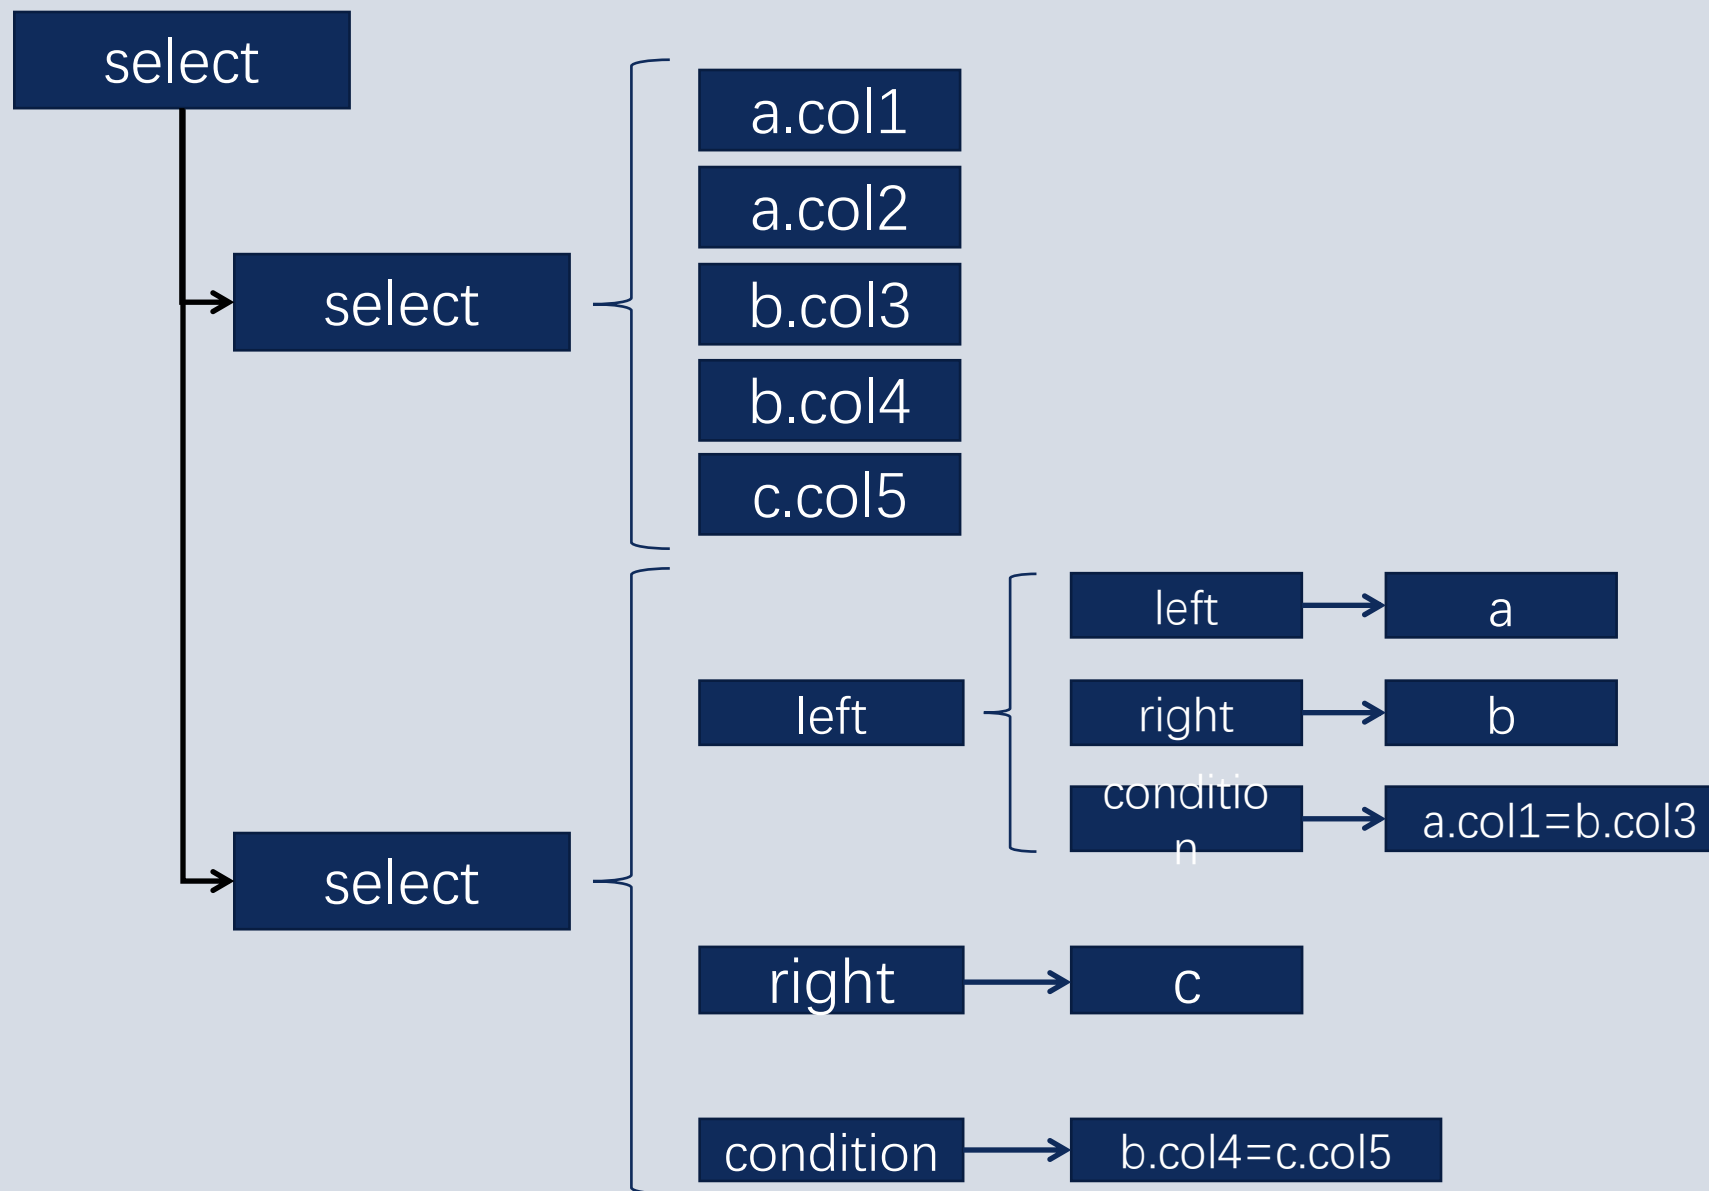 select
select
a.col1
a.col2
b.col3
b.col4
c.col5
select
left
left
a
right
b
conditio
n
a.col1=b.col3
right
c
condition
b.col4=c.col5